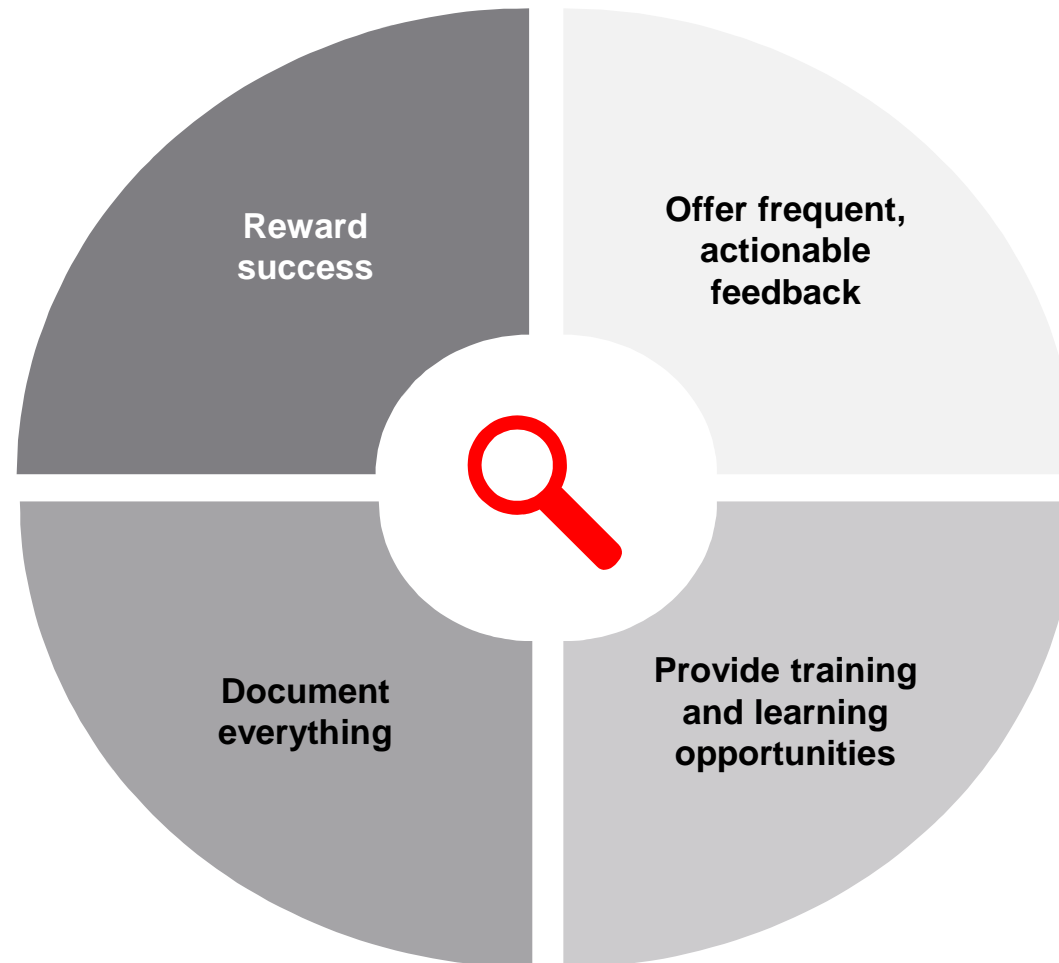 Reward
success
Offer frequent,
actionable
feedback
Document
everything
Provide training
and learning
opportunities